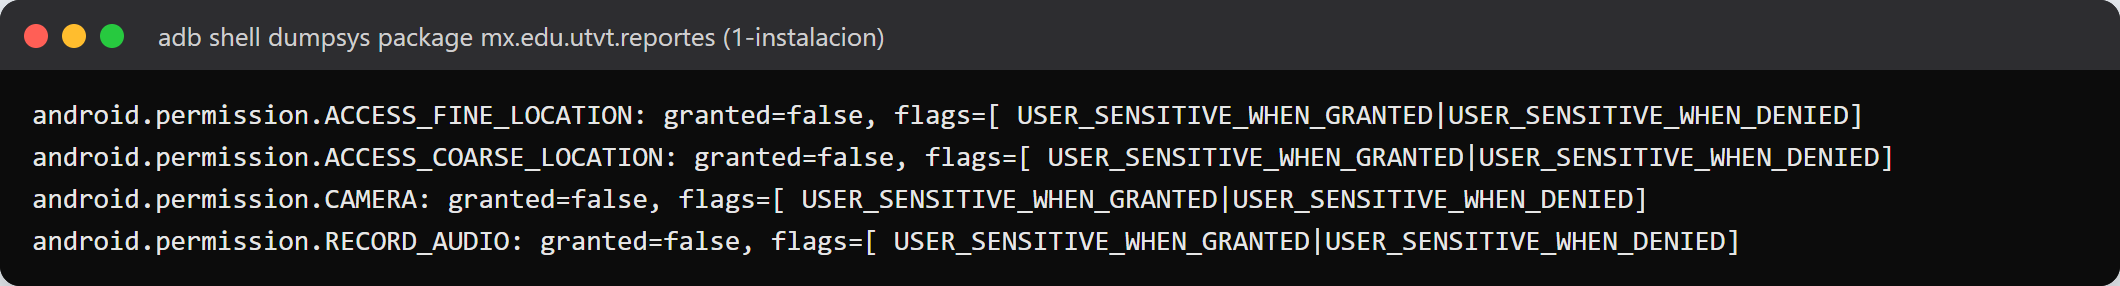 adb shell dumpsys package mx.edu.utvt.reportes (1-instalacion)
android.permission.ACCESS_FINE_LOCATION: granted=false, flags=[ USER_SENSITIVE_WHEN_GRANTED|USER_SENSITIVE_WHEN_DENIED]
android.permission.ACCESS_COARSE_LOCATION: granted=false, flags=[ USER_SENSITIVE_WHEN_GRANTED|USER_SENSITIVE_WHEN_DENIED]
android.permission.CAMERA: granted=false, flags=[ USER_SENSITIVE_WHEN_GRANTED|USER_SENSITIVE_WHEN_DENIED]
android.permission.RECORD_AUDIO: granted=false, flags=[ USER_SENSITIVE_WHEN_GRANTED|USER_SENSITIVE_WHEN_DENIED]